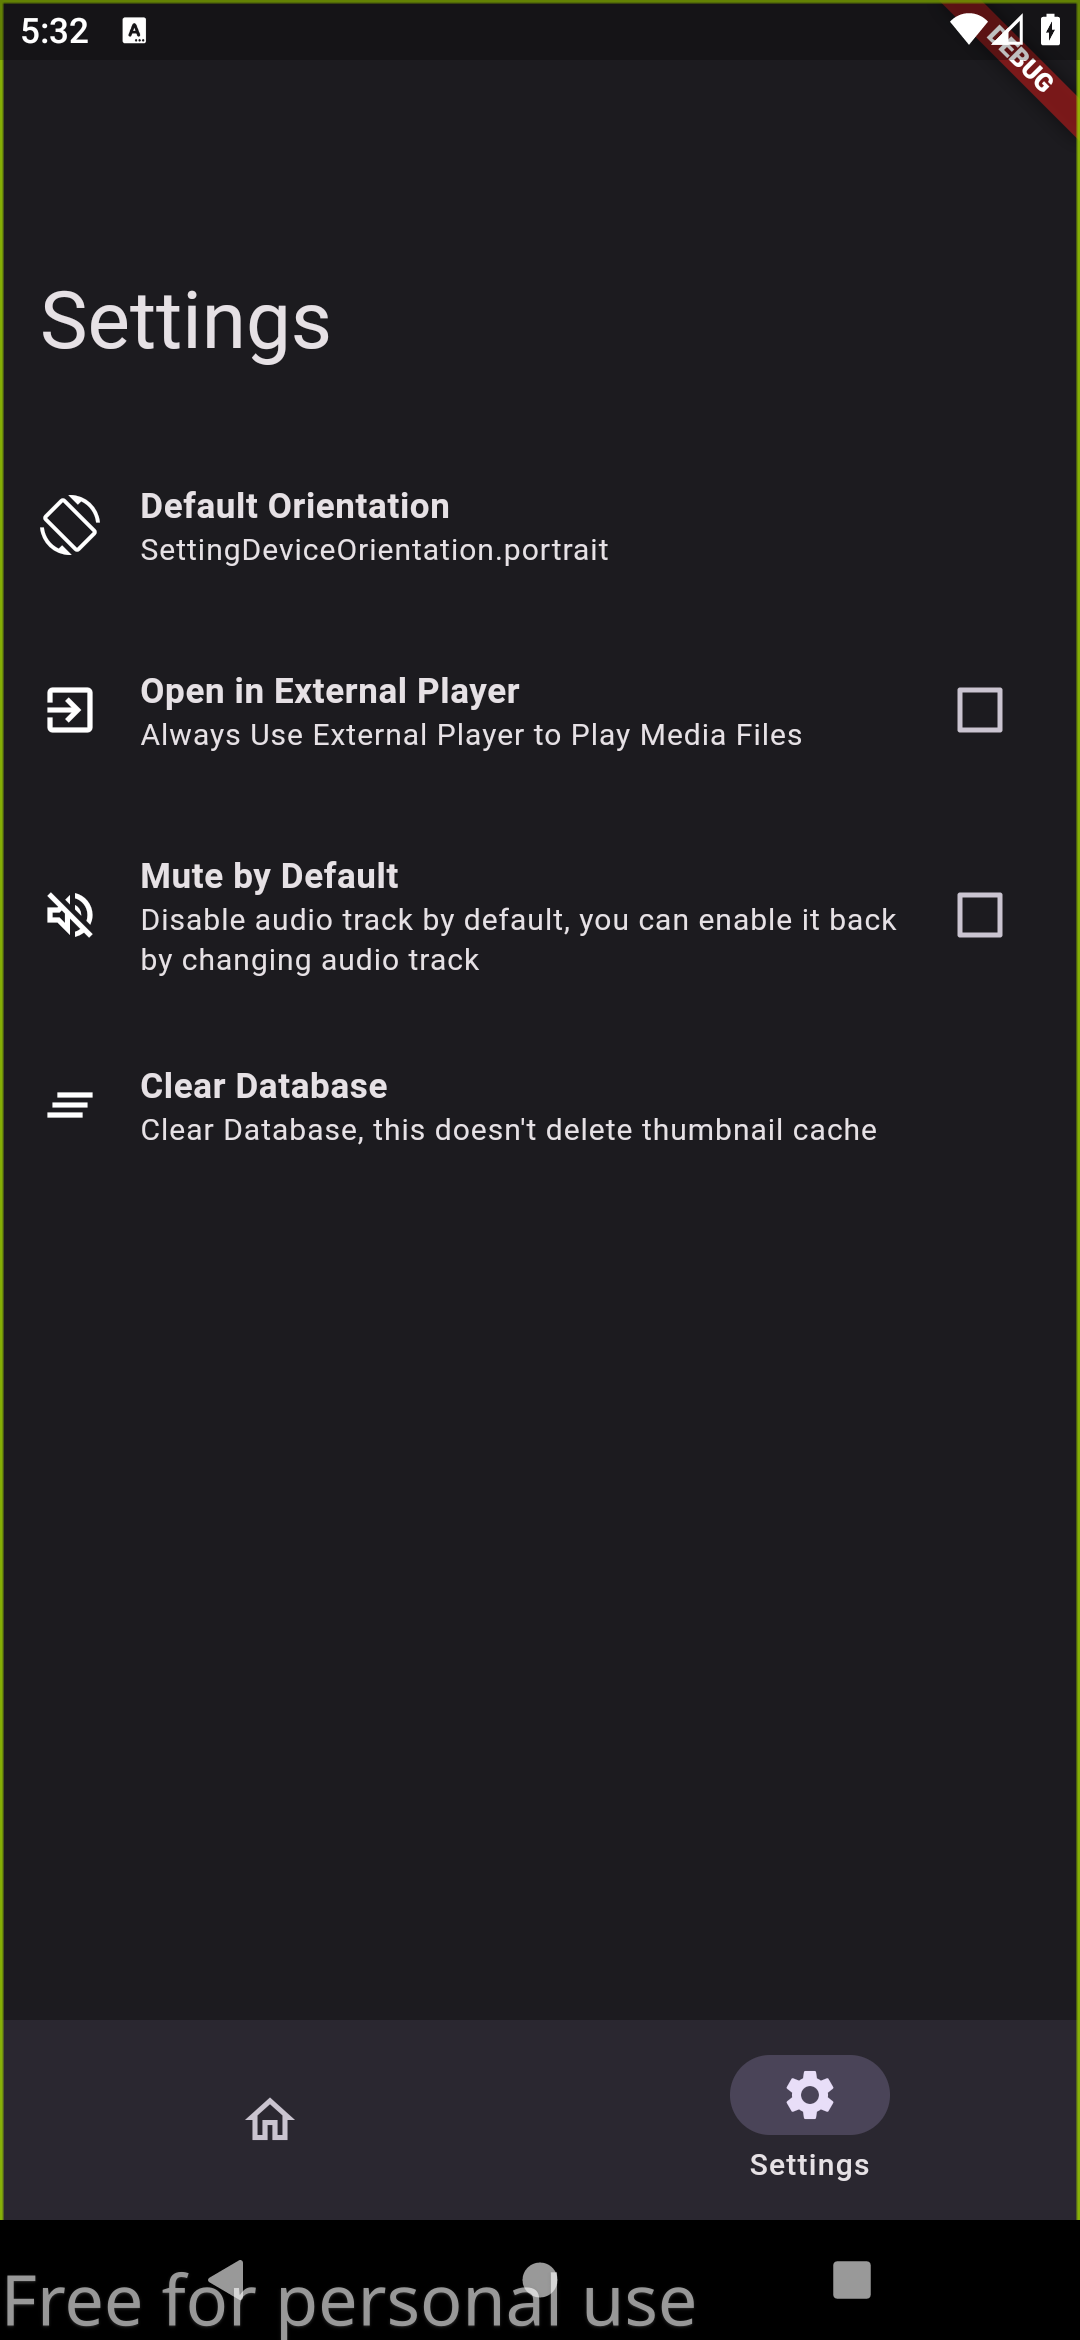 5:32
DEBUG
Settings
Default Orientation
SettingDeviceOrientation.portrait
Open in External Player
Always Use External Player to Play Media Files
Mute by Default
Disable audio track by default, you can enable it back
by changing audio track
Clear Database
Clear Database, this doesn't delete thumbnail cache
Settings
Free for personal use